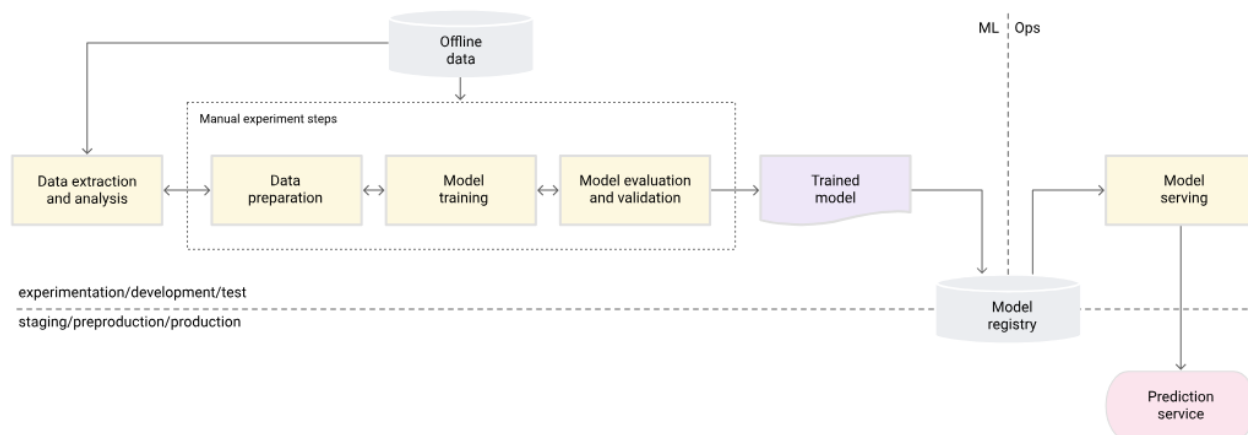 Offline
data
ML
Ops
Manual experiment steps
Data extraction
and analysis
Data
preparation
Model
training
Model evaluation
and validation
Trained
model
Model
serving
experimentation/development/test
staging/preproduction/production
Model
registry
Prediction
service